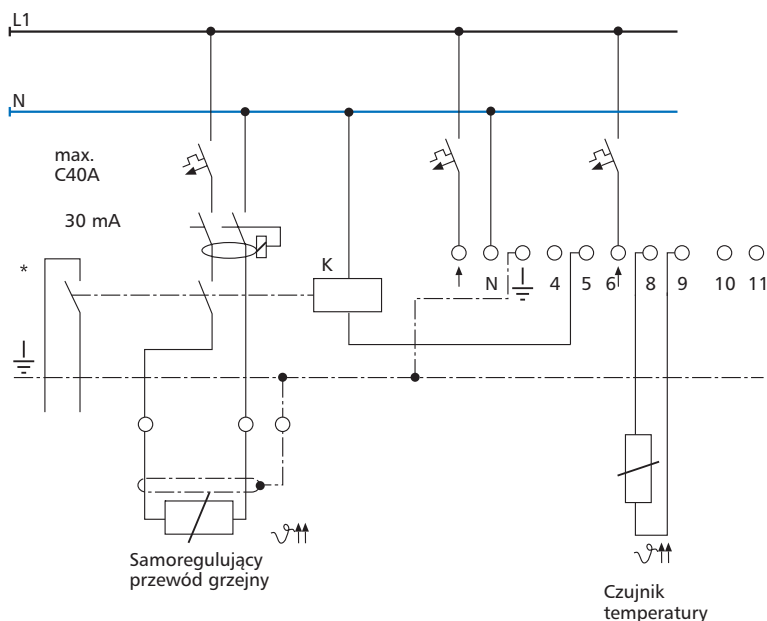 L1
N
max.
C40A
30 mA
*
K
N 4 5 6 8 9 10 11
Samoregulujący
przewód grzejny
Czujnik
temperatury